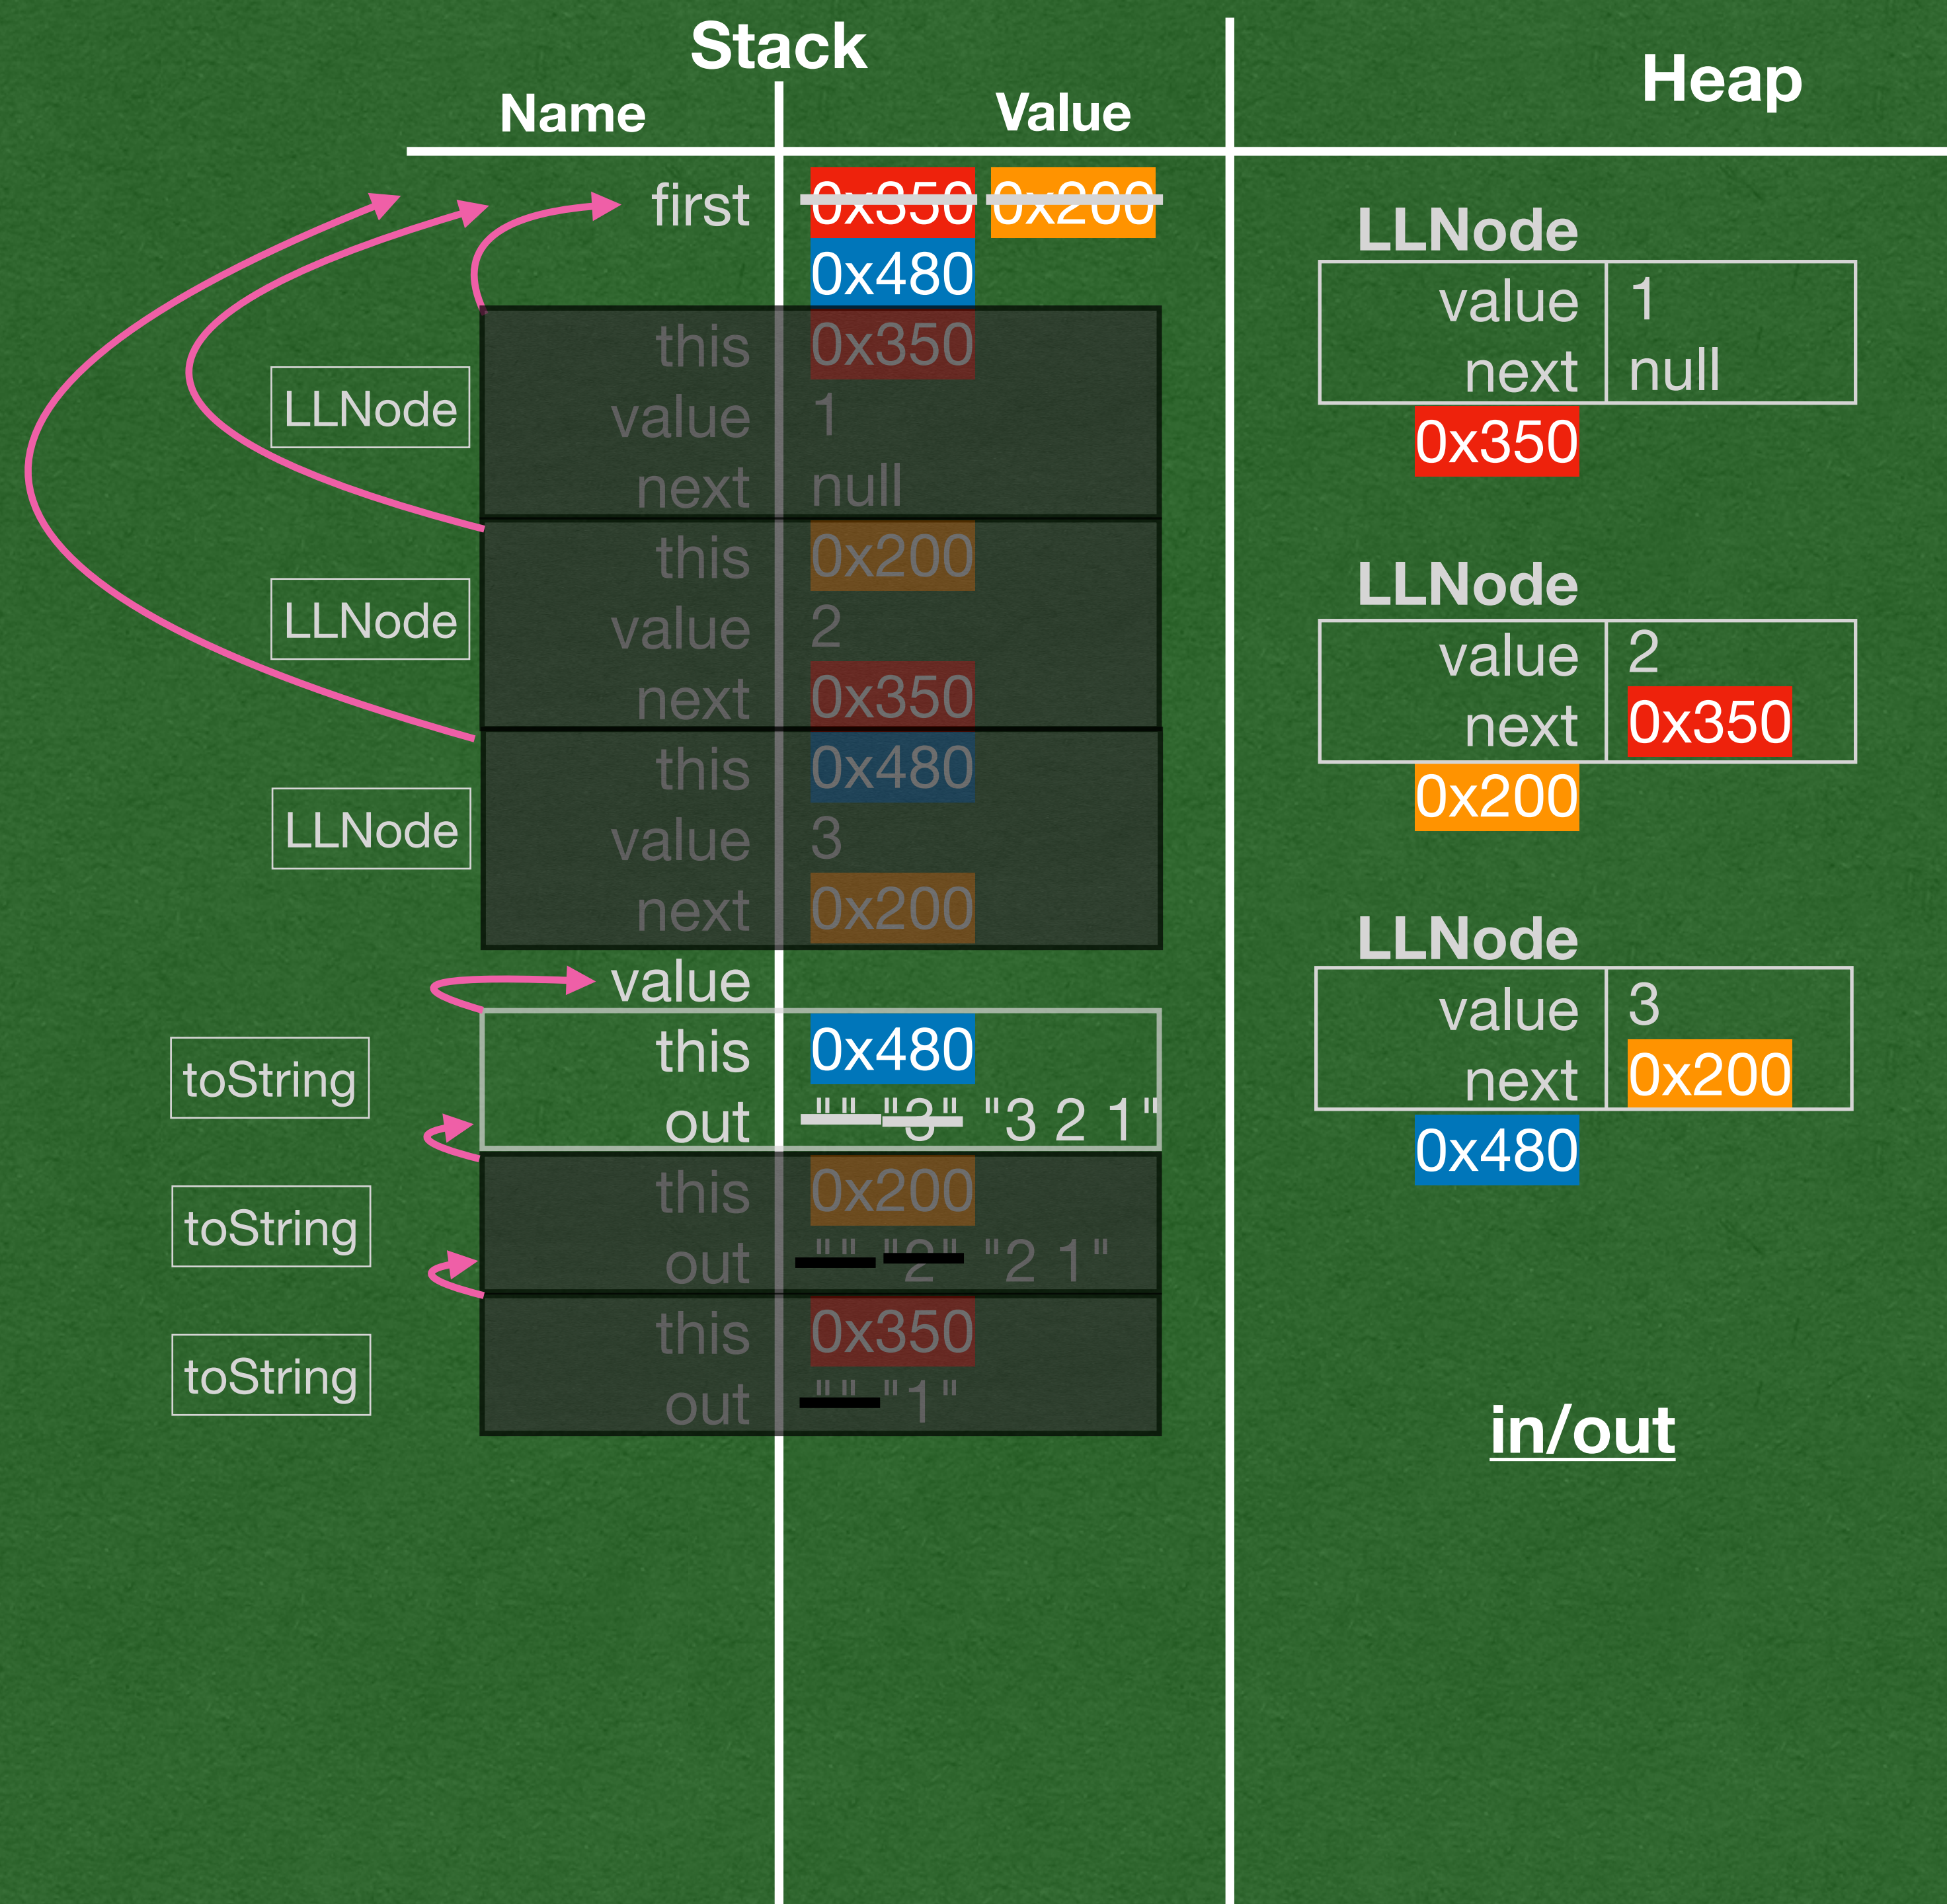 Stack
Heap
Name Value
first 0x350 0x200
0x480
LLNode
this 0x350
value 1
next null
LLNode
this 0x200
value 2
next 0x350
LLNode
this 0x480
value 3
next 0x200
value
toString
this 0x480
out "" "3" "3 2 1"
toString
this 0x200
out "" "2" "2 1"
toString
this 0x350
out "" "1"
LLNode
value 1
next null
0x350
LLNode
value 2
next 0x350
0x200
LLNode
value 3
next 0x200
0x480
in/out